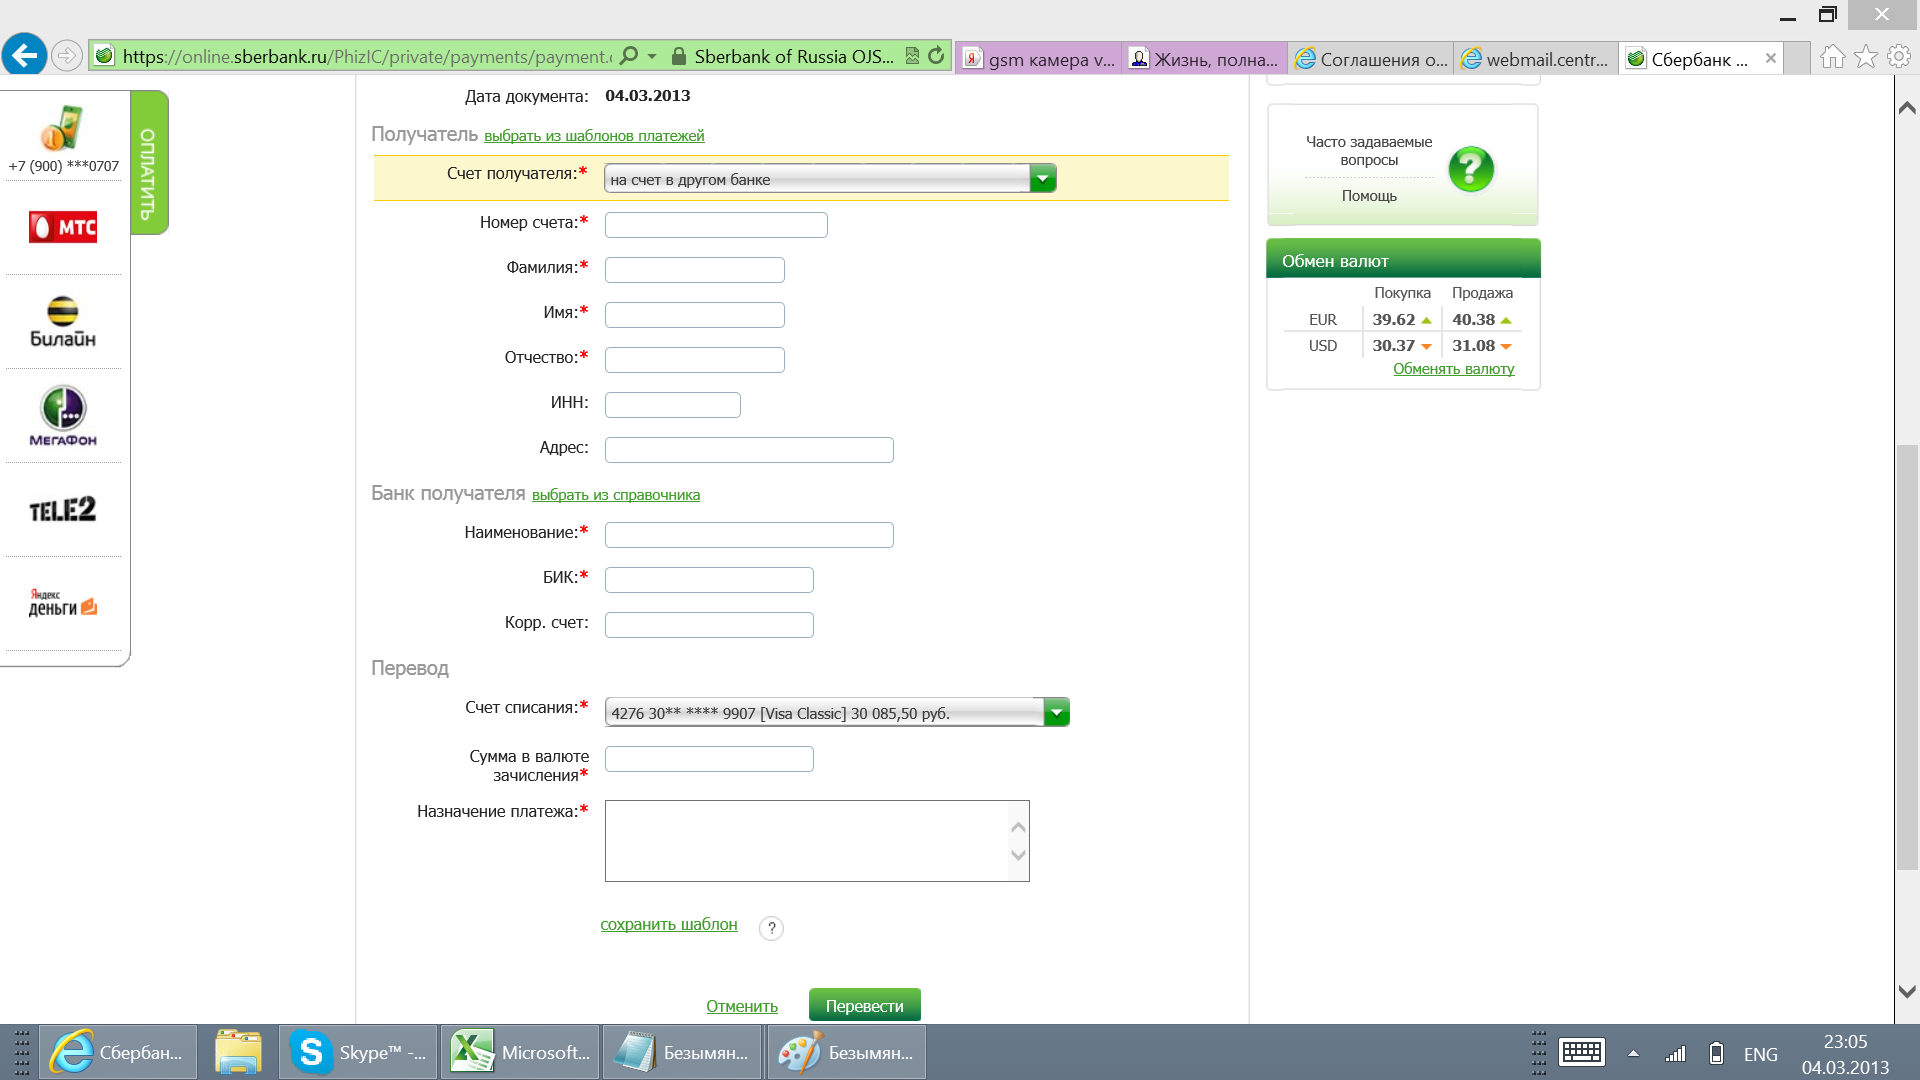 https://online.sberbank.ru/PhizIC/private/payments/payment.
Sberbank of Russia OJS...
gsm камера v...
Жизнь, полна...
Соглашения о...
webmail.centr...
Сбербанк ...
+7 (900) ***0707
ОПЛАТИТЬ
МТС
Билайн
МЕГАФОН
TELE2
Яндекс
деньги
Дата документа: 04.03.2013
Получатель выбрать из шаблонов платежей
Счет получателя:* на счет в другом банке
Номер счета:*
Фамилия:*
Имя:*
Отчество:*
ИНН:
Адрес:
Банк получателя выбрать из справочника
Наименование:*
БИК:*
Корр. счет:
Перевод
Счет списания:* 4276 30** **** 9907 [Visa Classic] 30 085,50 руб.
Сумма в валюте
зачисления*
Назначение платежа:*
сохранить шаблон ?
Отменить Перевести
Часто задаваемые
вопросы
Помощь
?
Обмен валют
Покупка Продажа
EUR 39.62 40.38
USD 30.37 31.08
Обменять валюту
Сбербан...
Skype™ -...
Microsoft...
Безымян...
Безымян...
ENG
23:05
04.03.2013